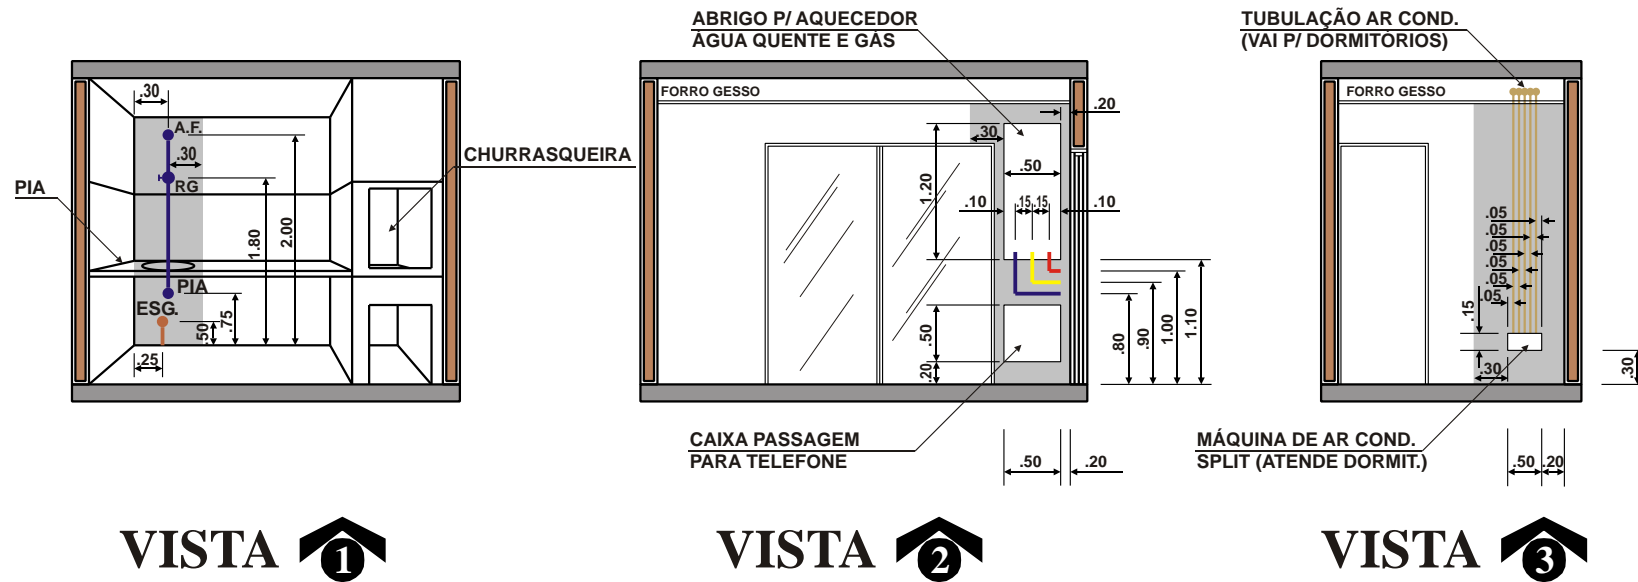 ABRIGO P/ AQUECEDOR
ÁGUA QUENTE E GÁS
TUBULAÇÃO AR COND.
(VAI P/ DORMITÓRIOS)
.30
A.F.
.30
RG
CHURRASQUEIRA
PIA
1.80
2.00
PIA
ESG.
.50
.75
.25
FORRO GESSO
.20
.30
1.20
.50
.10
.15
.15
.10
.50
.20
.80
.90
1.00
1.10
FORRO GESSO
.05
.05
.05
.05
.05
.05
.15
.30
.30
CAIXA PASSAGEM
PARA TELEFONE
.50
.20
MÁQUINA DE AR COND.
SPLIT (ATENDE DORMIT.)
.50
.20
VISTA 1
VISTA 2
VISTA 3